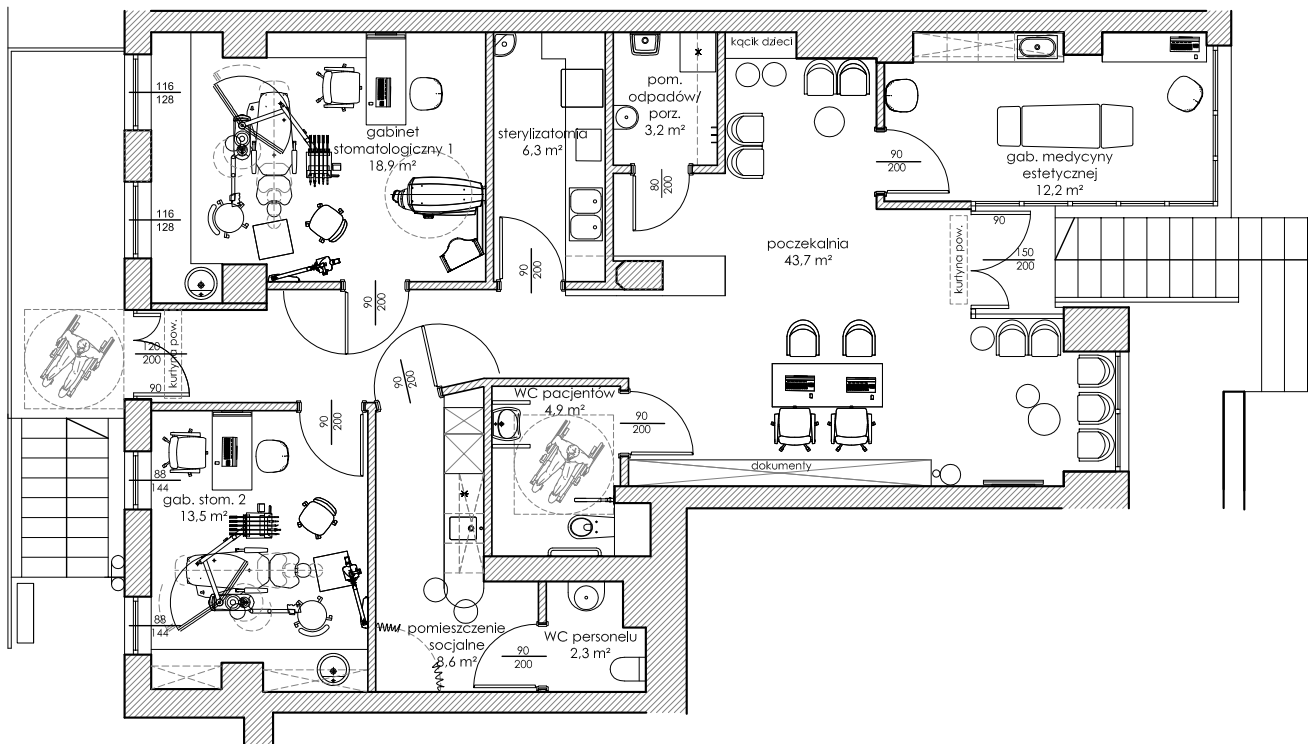 kącik dzieci
116
128
pom.
odpadów/
porz.
3,2 m²
gabinet
stomatologiczny 1
18,9 m²
sterylizatornia
6,3 m²
90
200
gab. medycyny
estetycznej
12,2 m²
80
200
116
128
90
150
200
kurtyna pow.
poczekalnia
43,7 m²
90
200
90
200
120
200
90
kurtyna pow.
90
200
WC pacjentów
4,9 m²
90
200
90
200
dokumenty
88
144
gab. stom. 2
13,5 m²
88
144
pomieszczenie
socjalne
8,6 m²
90
200
WC personelu
2,3 m²